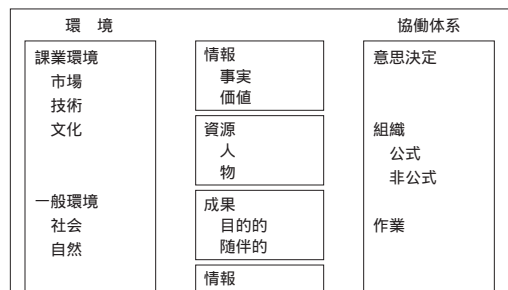 環 境
課業環境
市場
技術
文化
一般環境
社会
自然
情報
事実
価値
資源
人
物
成果
目的的
随伴的
情報
協働体系
意思決定
組織
公式
非公式
作業